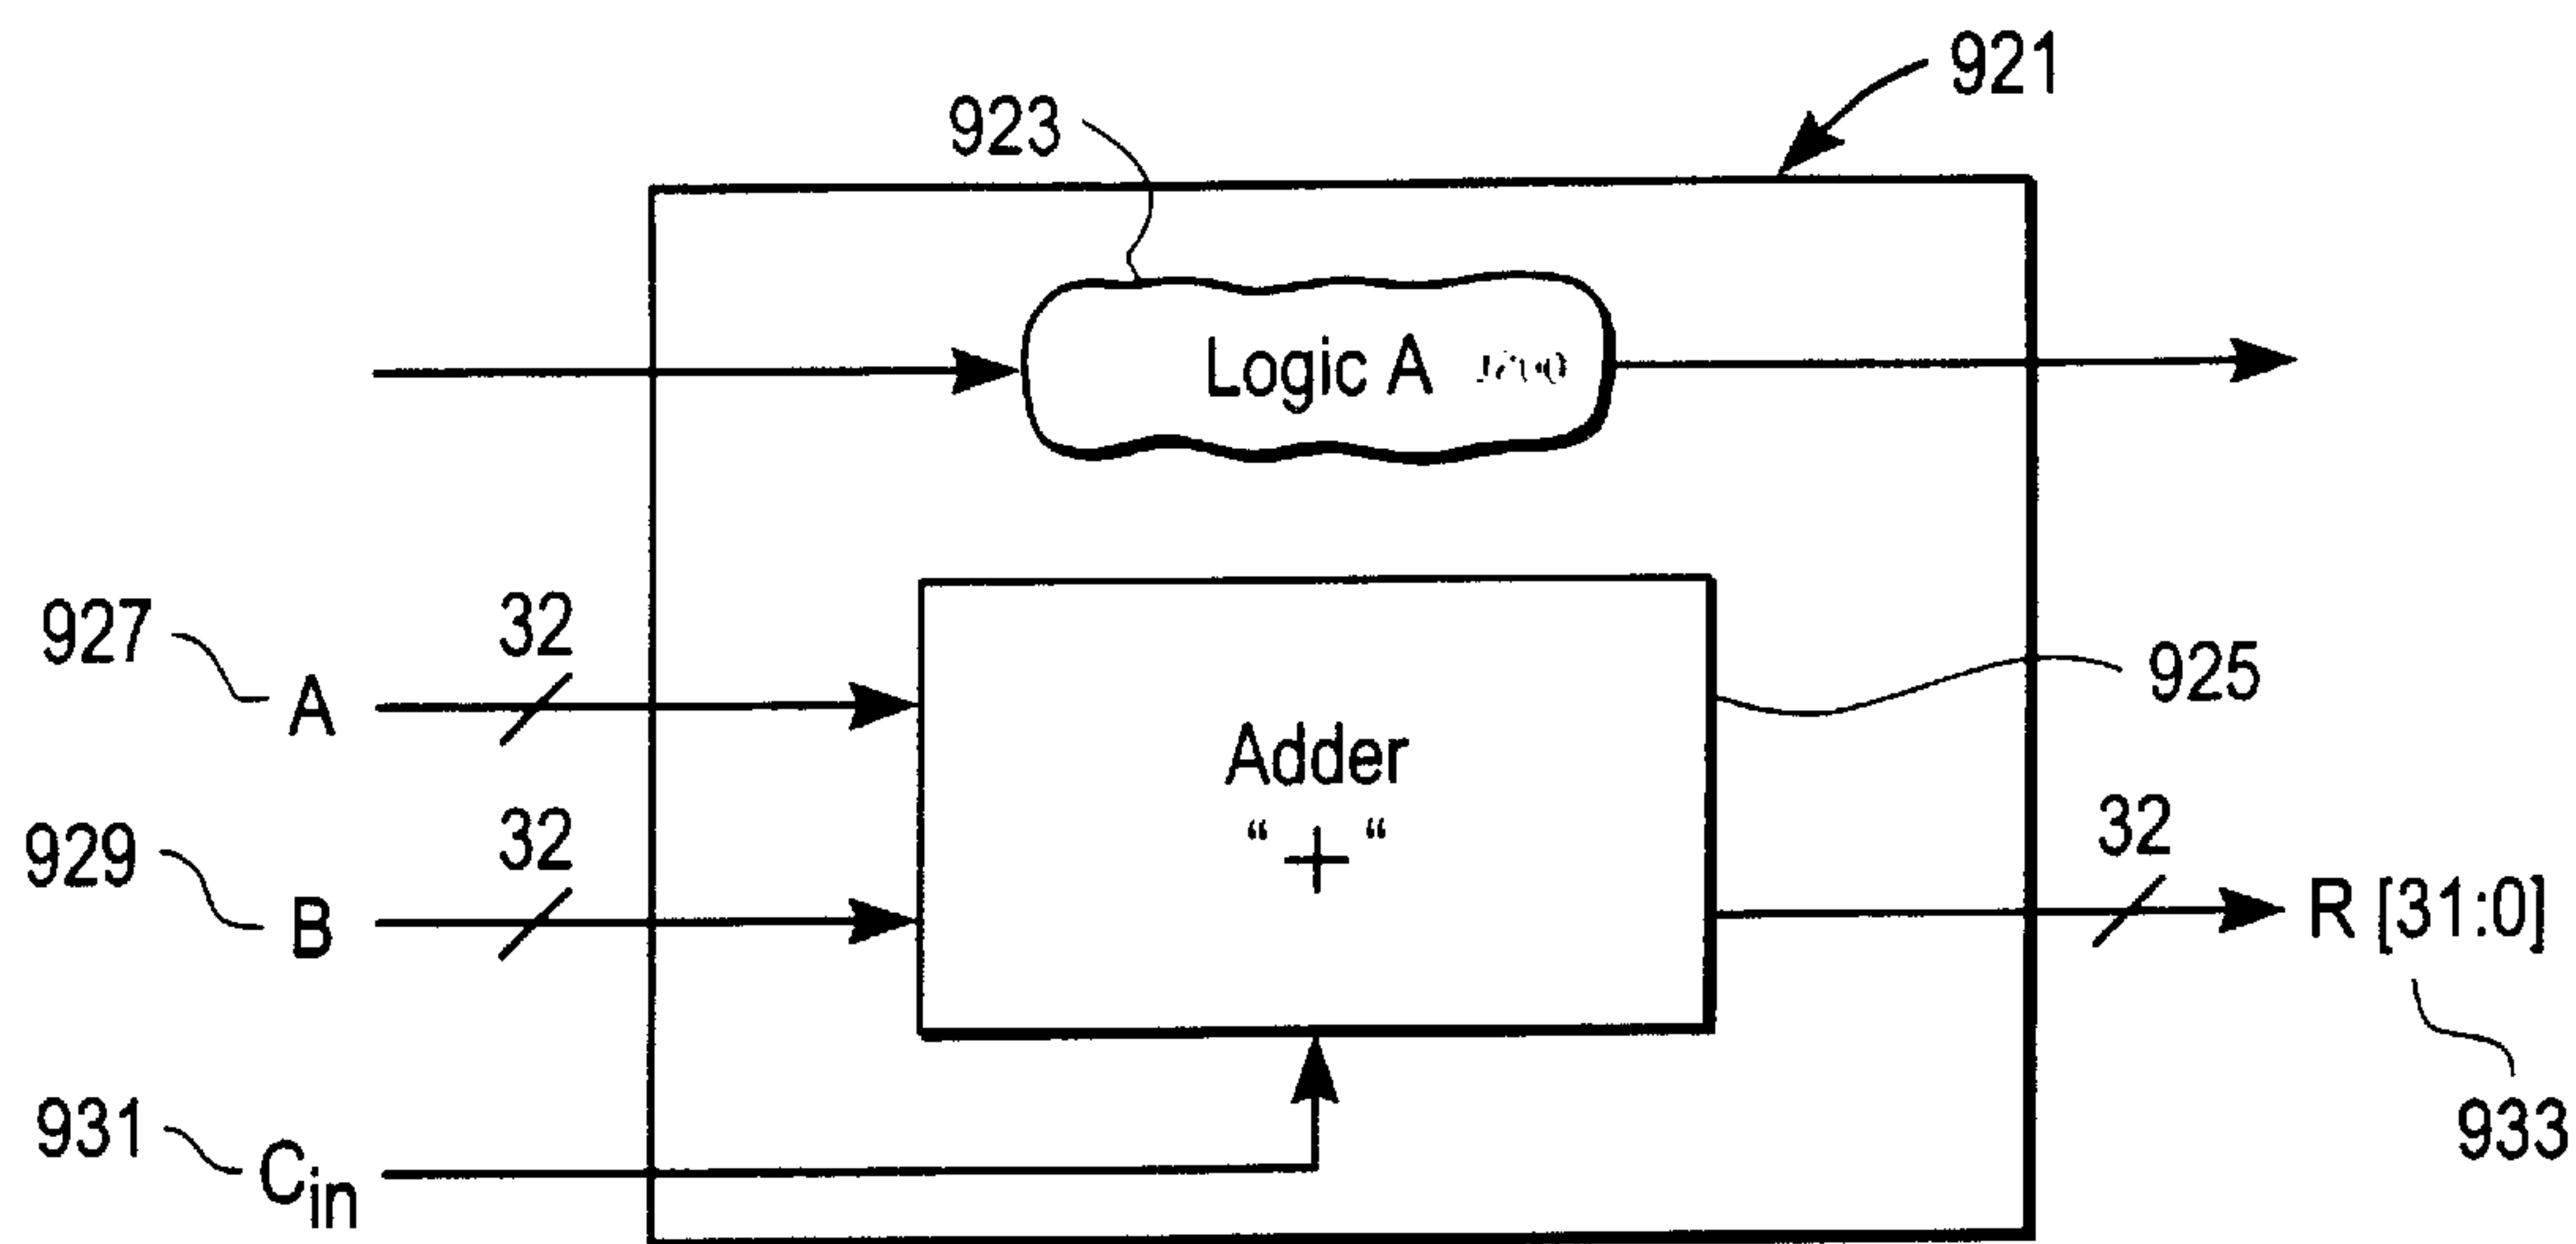 921
923
Logic A
927
32
A
925
Adder
“ + “
929
32
B
32
R [31:0]
931
Cin
933